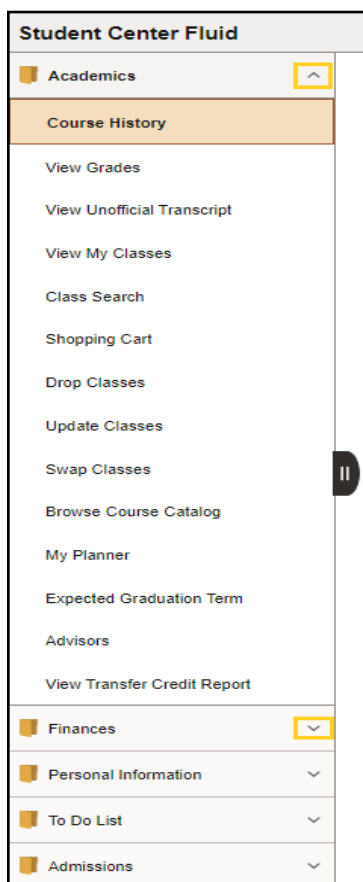 Student Center Fluid
Academics
Course History
View Grades
View Unofficial Transcript
View My Classes
Class Search
Shopping Cart
Drop Classes
Update Classes
Swap Classes
Browse Course Catalog
My Planner
Expected Graduation Term
Advisors
View Transfer Credit Report
Finances
Personal Information
To Do List
Admissions